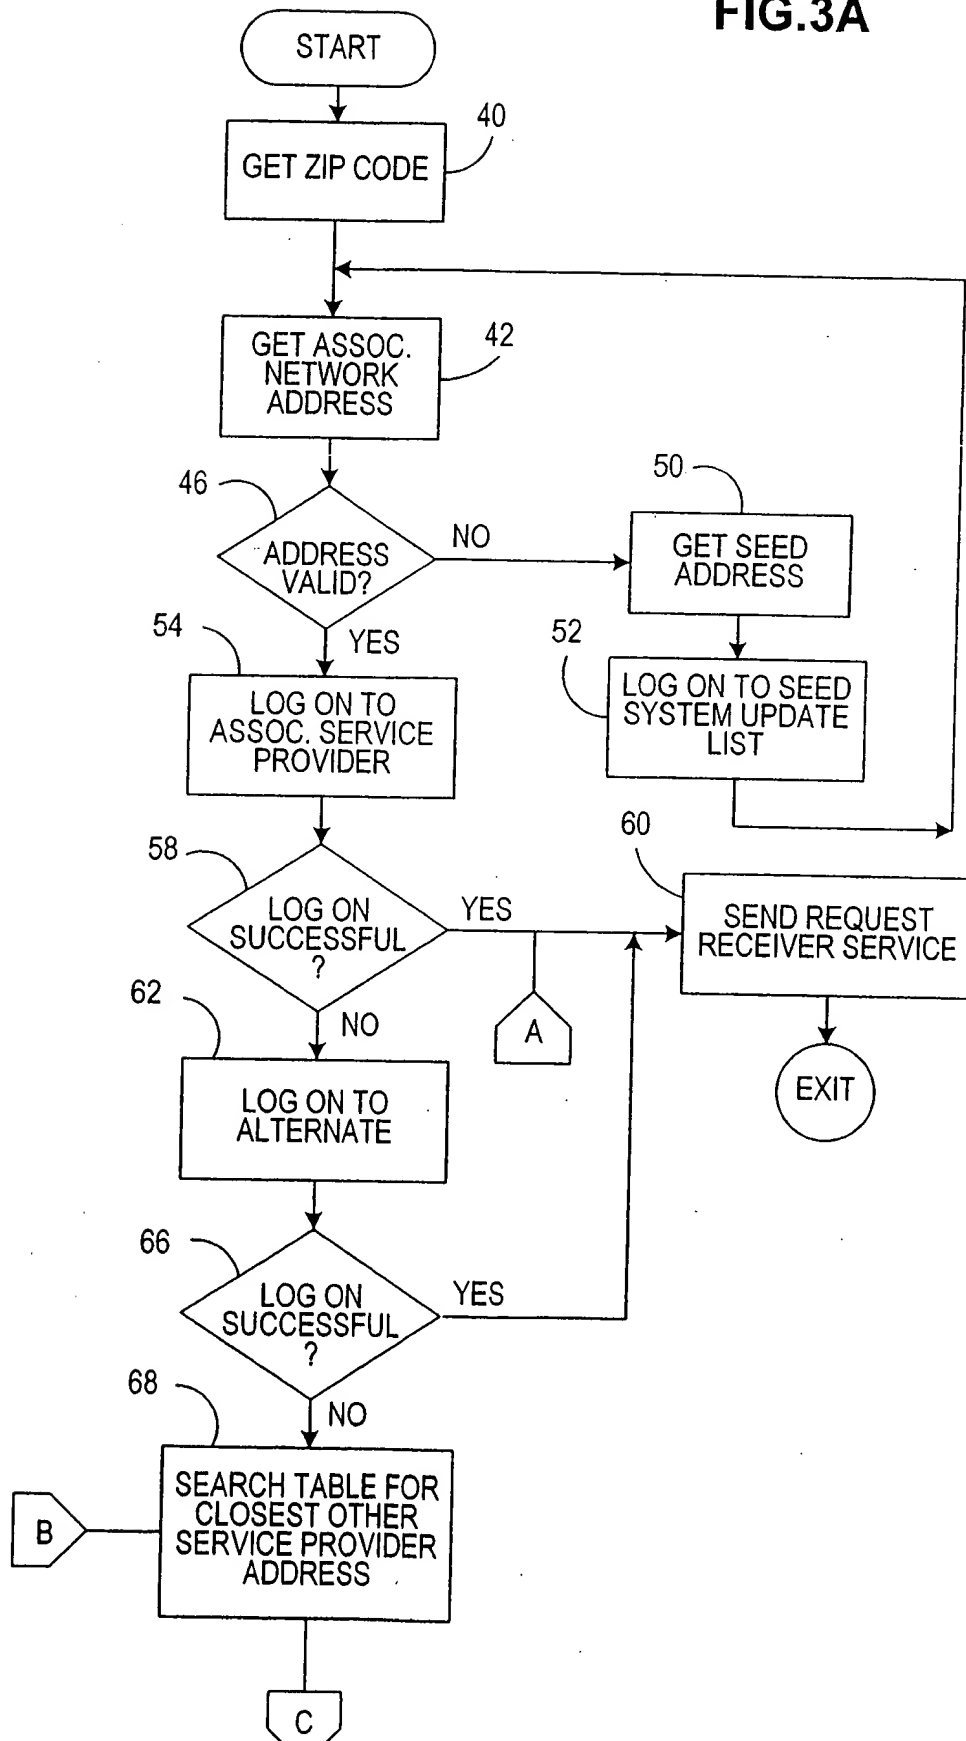 FIG.3A
START
40
GET ZIP CODE
42
GET ASSOC.
NETWORK
ADDRESS
46
ADDRESS
VALID?
NO
YES
50
GET SEED
ADDRESS
52
LOG ON TO SEED
SYSTEM UPDATE
LIST
54
LOG ON TO
ASSOC. SERVICE
PROVIDER
58
LOG ON
SUCCESSFUL
?
YES
NO
A
60
SEND REQUEST
RECEIVER SERVICE
EXIT
62
LOG ON TO
ALTERNATE
66
LOG ON
SUCCESSFUL
?
YES
NO
68
SEARCH TABLE FOR
CLOSEST OTHER
SERVICE PROVIDER
ADDRESS
B
C